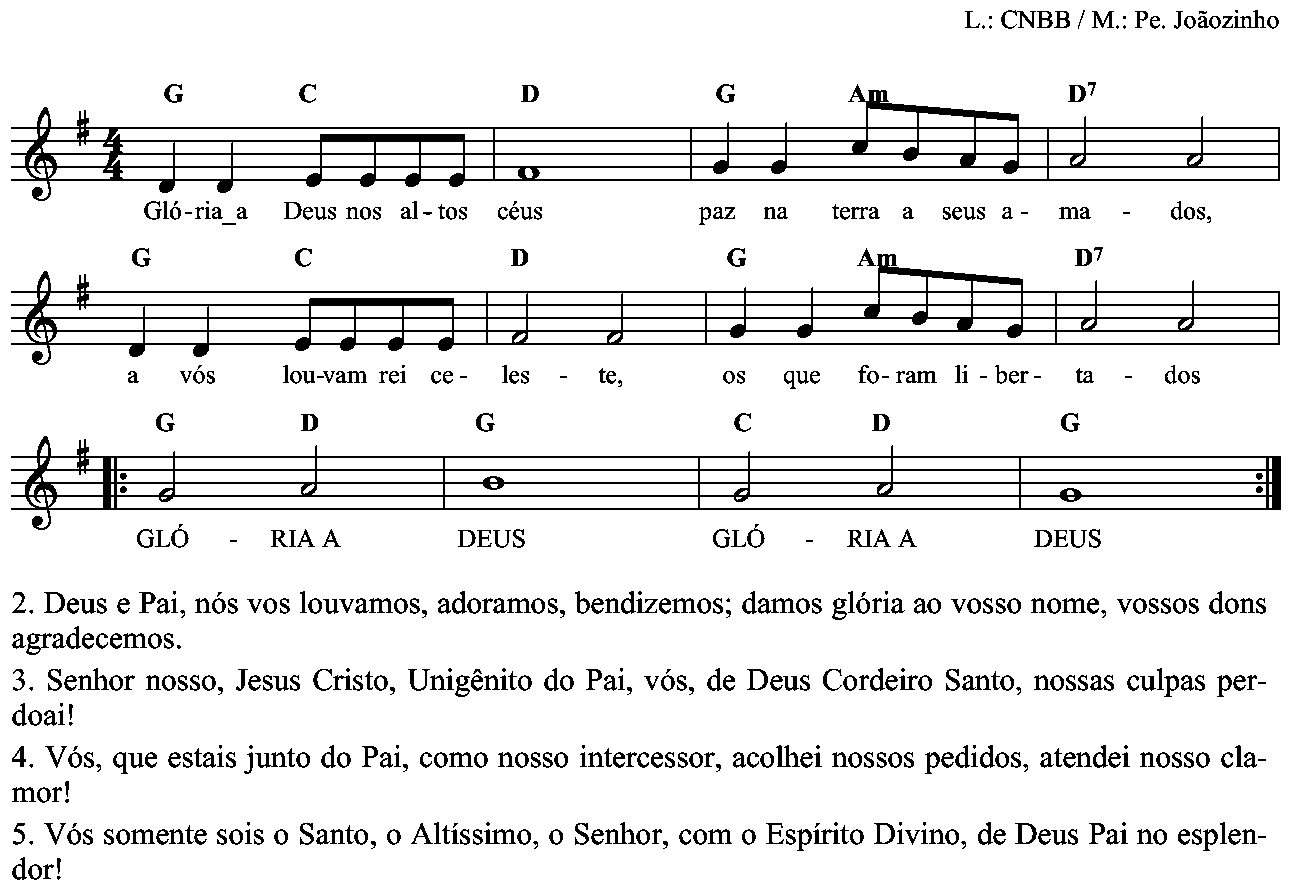 L.: CNBB / M.: Pe. Joãozinho
G C D G Am D7
4
4
Gló-ria_a Deus nos al-tos céus paz na terra a seus a- ma - dos,
G C D G Am D7
a vós lou-vam rei ce- les - te, os que fo-ram li-ber- ta - dos
G D G C D G
GLÓ - RIA A DEUS GLÓ - RIA A DEUS
2. Deus e Pai, nós vos louvamos, adoramos, bendizemos; damos glória ao vosso nome, vossos dons
agradecemos.
3. Senhor nosso, Jesus Cristo, Unigênito do Pai, vós, de Deus Cordeiro Santo, nossas culpas per-
doai!
4. Vós, que estais junto do Pai, como nosso intercessor, acolhei nossos pedidos, atendei nosso cla-
mor!
5. Vós somente sois o Santo, o Altíssimo, o Senhor, com o Espírito Divino, de Deus Pai no esplen-
dor!